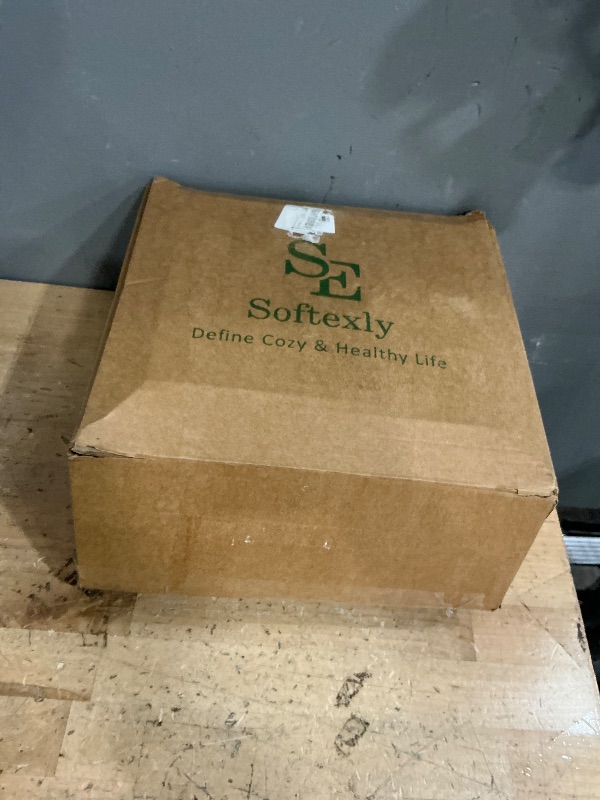 SE
Softexly
Define Cozy & Healthy Life